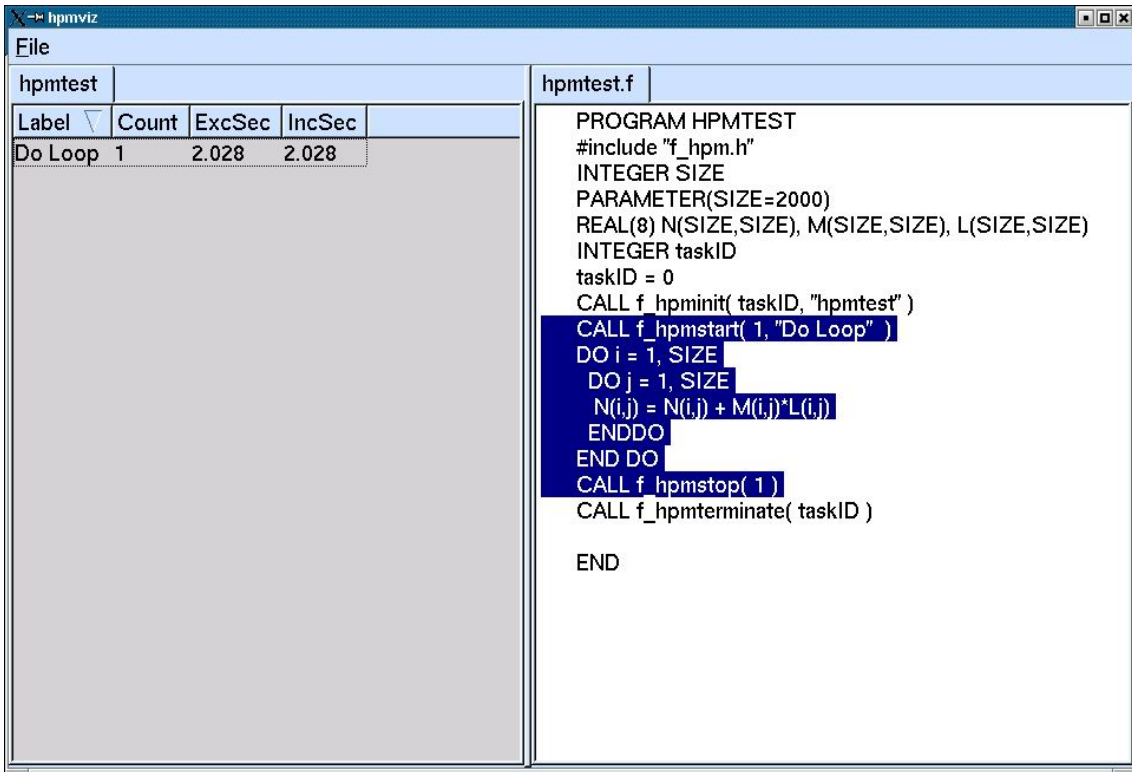 hpmviz
File
hpmtest
Label Count ExcSec IncSec
Do Loop 1 2.028 2.028
hpmtest.f
PROGRAM HPMTEST
#include "f_hpm.h"
INTEGER SIZE
PARAMETER(SIZE=2000)
REAL(8) N(SIZE,SIZE), M(SIZE,SIZE), L(SIZE,SIZE)
INTEGER taskID
taskID = 0
CALL f_hpminit( taskID, "hpmtest" )
CALL f_hpmstart( 1, "Do Loop" )
DO i = 1, SIZE
DO j = 1, SIZE
N(i,j) = N(i,j) + M(i,j)*L(i,j)
ENDDO
END DO
CALL f_hpmstop( 1 )
CALL f_hpmterminate( taskID )
END